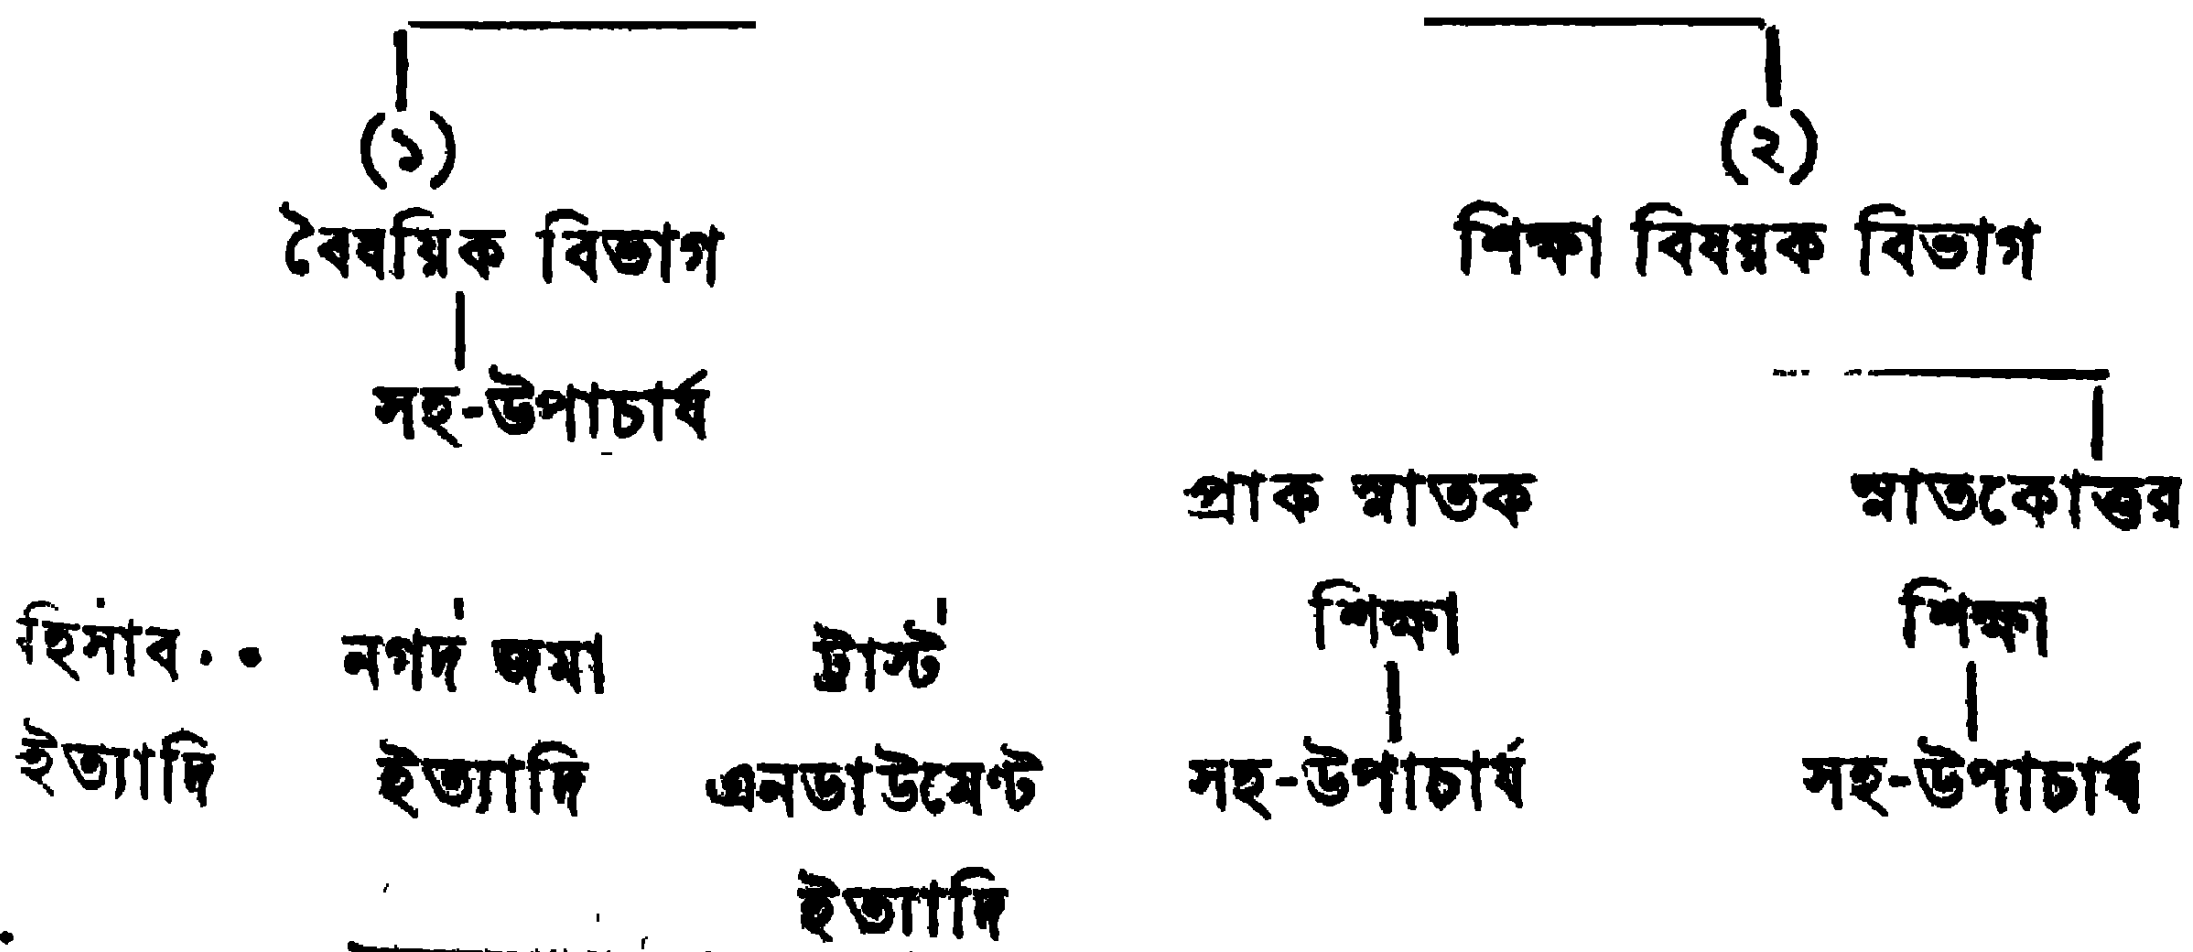 (১) (২)
বৈষয়িক বিভাগ শিক্ষা বিষয়ক বিভাগ
সহ-উপাচার্য
প্রাক স্নাতক স্নাতকোত্তর
হিসাব নগদ জমা ট্রাস্ট শিক্ষা শিক্ষা
ইত্যাদি ইত্যাদি এনডাউমেণ্ট সহ-উপাচার্য সহ-উপাচার্য
ইত্যাদি